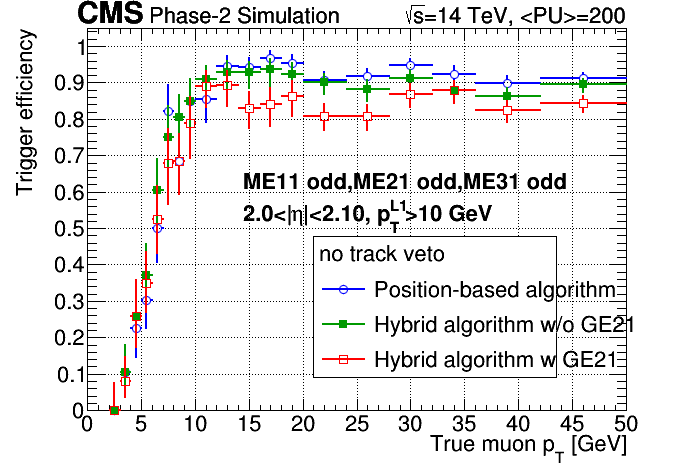 CMS Phase-2 Simulation √s=14 TeV, <PU>=200
Trigger efficiency
1
0.9
0.8
0.7
0.6
0.5
0.4
0.3
0.2
0.1
0
ME11 odd,ME21 odd,ME31 odd
2.0<|η|<2.10, p_T^L1>10 GeV
no track veto
Position-based algorithm
Hybrid algorithm w/o GE21
Hybrid algorithm w GE21
0 5 10 15 20 25 30 35 40 45 50
True muon p_T [GeV]